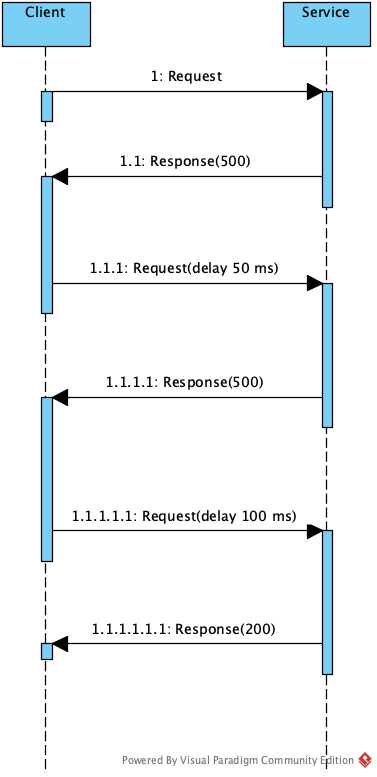 Client
Service
1: Request
1.1: Response(500)
1.1.1: Request(delay 50 ms)
1.1.1.1: Response(500)
1.1.1.1.1: Request(delay 100 ms)
1.1.1.1.1.1: Response(200)
Powered By Visual Paradigm Community Edition